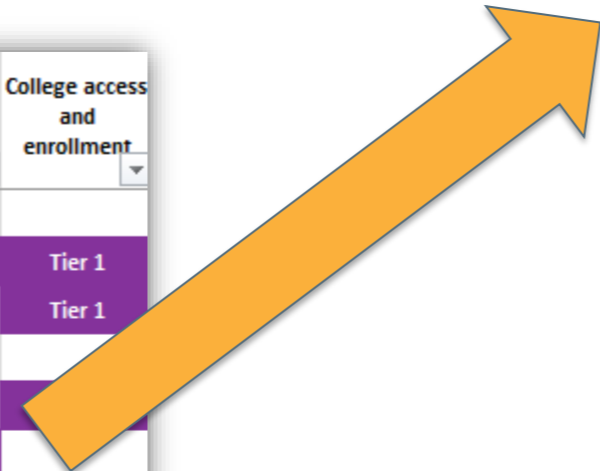 College access
and
enrollment
Tier 1
Tier 1